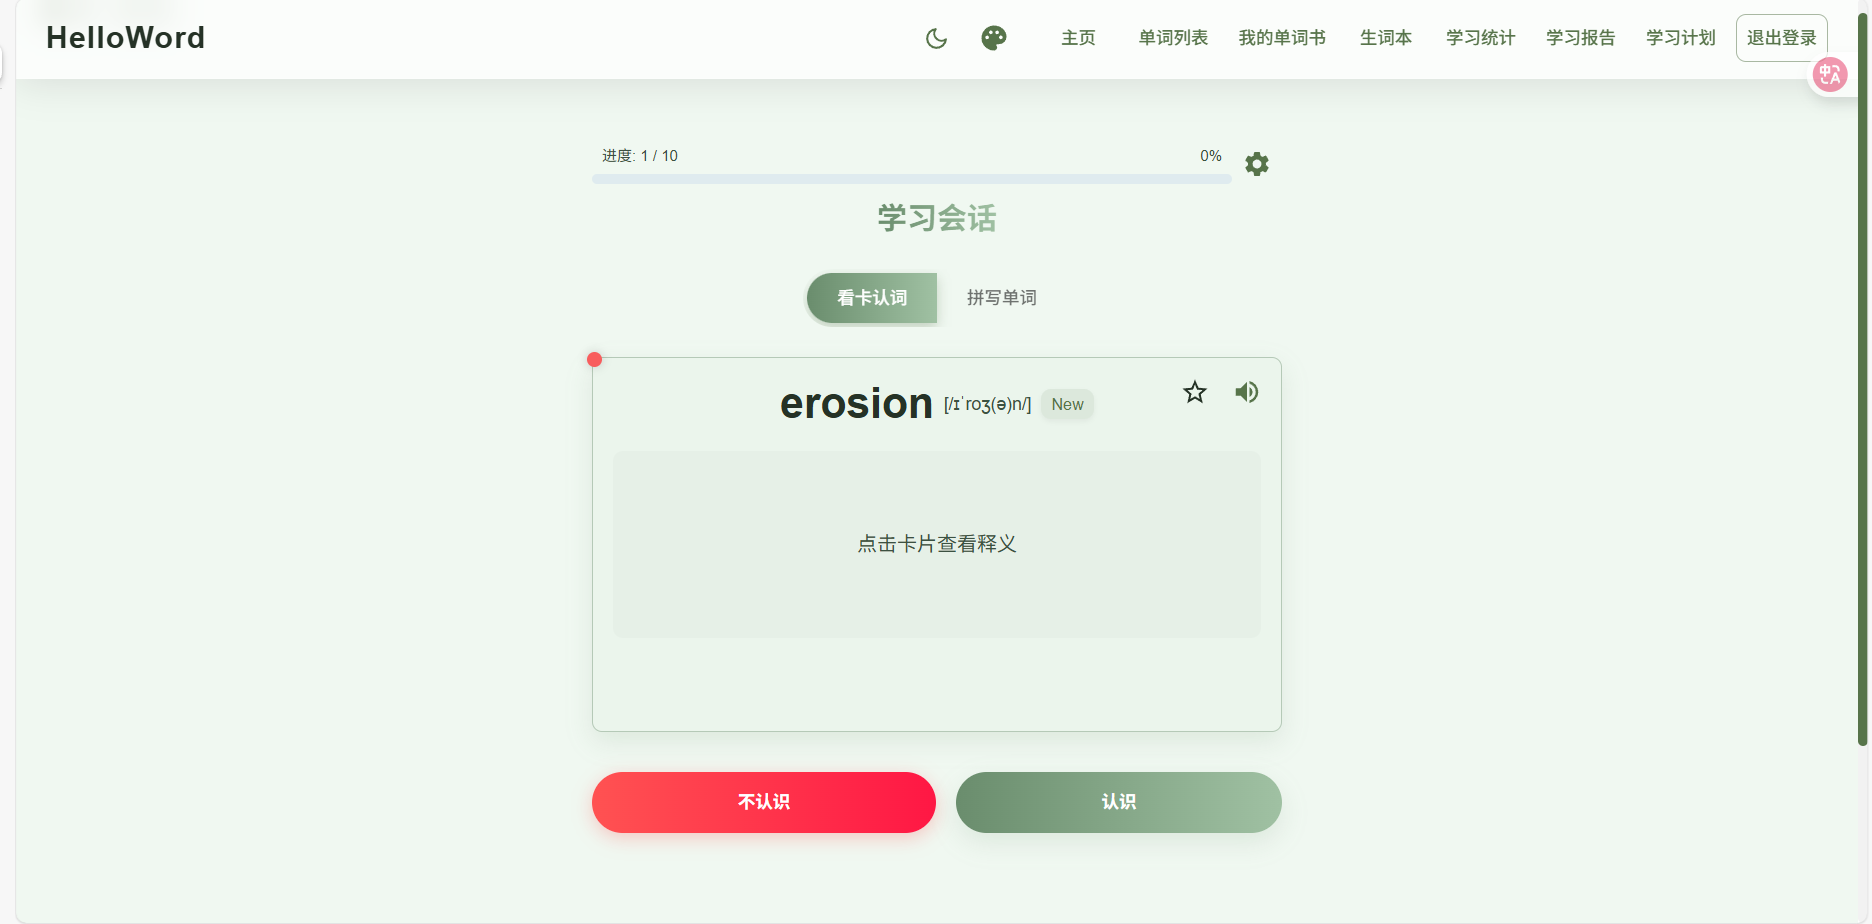 HelloWord
主页 单词列表 我的单词书 生词本 学习统计 学习报告 学习计划 退出登录
中A
进度: 1 / 10 0%
学习会话
看卡认词 拼写单词
erosion [/ɪˈroʒ(ə)n/] New
点击卡片查看释义
不认识 认识